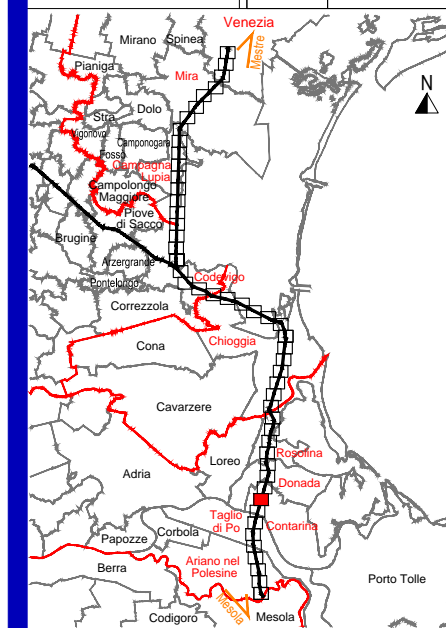 Venezia
Mirano
Spinea
Mestre
Pianiga
Mira
N
Dolo
Stra
Vigonovo
Camponogara
Fossò
Campagna
Lupia
Campolongo
Maggiore
Piove
di Sacco
Brugine
Arzergrande
Pontelongo
Codevigo
Correzzola
Chioggia
Cona
Cavarzere
Rosolina
Loreo
Adria
Donada
Taglio
di Po
Contarina
Corbola
Papozze
Ariano nel
Polesine
Berra
Porto Tolle
Mesola
Mesola
Codigoro